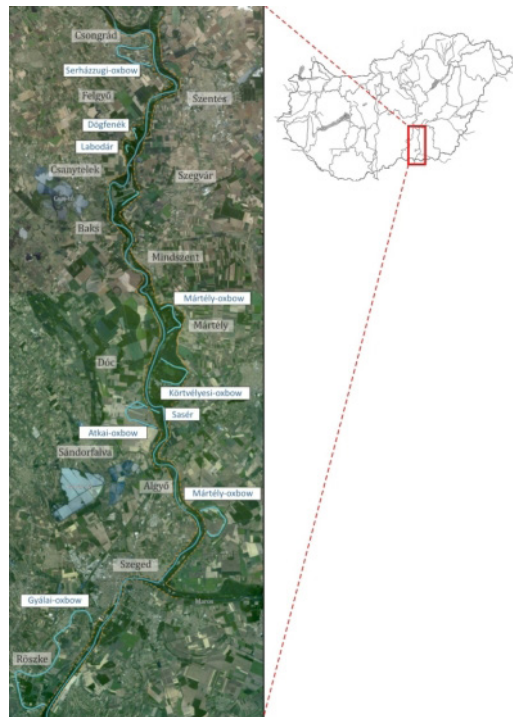 Csongrád
Serházzugi-oxbow
Felgyő
Szentes
Dögfenék
Labodár
Csanytelek
Szegvár
Baks
Mindszent
Mártély-oxbow
Mártély
Dóc
Körtvélyesi-oxbow
Sasér
Atkai-oxbow
Sándorfalva
Algyő
Mártély-oxbow
Szeged
Gyálai-oxbow
Röszke